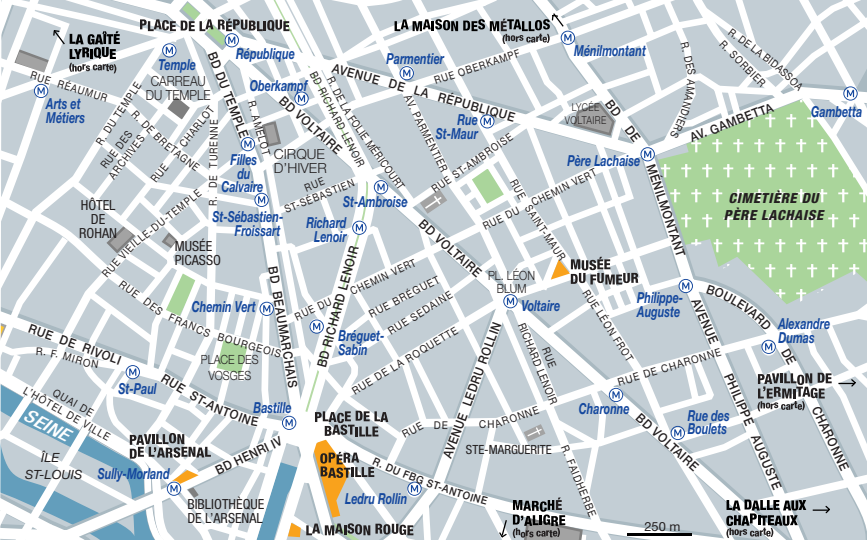 PLACE DE LA RÉPUBLIQUE
LA MAISON DES MÉTALLOS
(hors carte)
LA GAÎTÉ
LYRIQUE
(hors carte)
M
République
M
Temple
CARREAU
DU TEMPLE
Parmentier
M
M
Ménilmontant
R. DES AMANDIERS
R. DE LA BIDASSOA
R. SORBIER
RUE OBERKAMPF
RUE RÉAUMUR
M
Arts et
Métiers
Oberkampf
M
AVENUE DE LA RÉPUBLIQUE
BD DU TEMPLE
BD VOLTAIRE
BD RICHARD LENOIR
R. DE LA FOLIE MÉRICOURT
AV. PARMENTIER
R. AMELOT
R. DU TEMPLE
RUE DES
ARCHIVES
R. DE BRETAGNE
RUE CHARLOT
R. DE TURENNE
Rue
St-Maur
M
LYCÉE
VOLTAIRE
BD DE
MÉNILMONTANT
AV. GAMBETTA
M
Gambetta
M
Filles
du
Calvaire
CIRQUE
D'HIVER
RUE
ST-SÉBASTIEN
RUE ST-AMBROISE
Père Lachaise
M
CIMETIÈRE DU
PÈRE LACHAISE
HÔTEL
DE
ROHAN
RUE VIEILLE-DU-TEMPLE
MUSÉE
PICASSO
M
St-Sébastien-
Froissart
M
St-Ambroise
Richard
Lenoir
M
BD VOLTAIRE
RUE SAINT-MAUR
RUE DU CHEMIN VERT
RUE DES FRANCS BOURGEOIS
Chemin Vert
M
BD BEAUMARCHAIS
BD RICHARD LENOIR
RUE DU CHEMIN VERT
RUE BRÉGUET
RUE SEDAINE
RUE DE LA ROQUETTE
M
Bréguet-
Sabin
PL. LÉON
BLUM
M
Voltaire
MUSÉE
DU FUMEUR
RUE LÉON FROT
Philippe-
Auguste
M
BOULEVARD DE CHARONNE
AVENUE PHILIPPE AUGUSTE
Alexandre
Dumas
M
RUE DE RIVOLI
R. F. MIRON
M
St-Paul
PLACE DES
VOSGES
RUE ST-ANTOINE
QUAI DE
L'HÔTEL DE VILLE
SEINE
ÎLE
ST-LOUIS
Bastille
M
PLACE DE LA
BASTILLE
AVENUE LEDRU ROLLIN
RUE DE CHARONNE
RUE
RICHARD LENOIR
RUE DE CHARONNE
Charonne
M
Rue des
Boulets
M
BD VOLTAIRE
PAVILLON DE
L'ERMITAGE
(hors carte)
PAVILLON
DE L'ARSENAL
BD HENRI IV
Sully-Morland
M
BIBLIOTHÈQUE
DE L'ARSENAL
OPÉRA
BASTILLE
LA MAISON ROUGE
R. DU FBG ST-ANTOINE
Ledru Rollin
M
STE-MARGUERITE
R. FAIDHERBE
MARCHÉ
D'ALIGRE
(hors carte)
250 m
LA DALLE AUX
CHAPITEAUX
(hors carte)